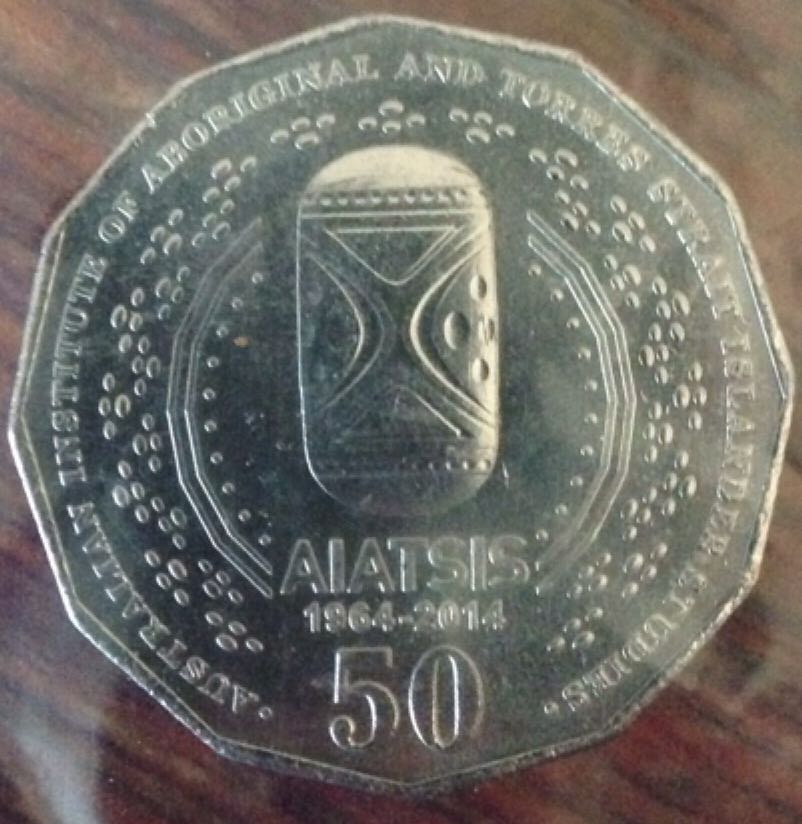 · AUSTRALIAN INSTITUTE OF ABORIGINAL AND TORRES STRAIT ISLANDER STUDIES ·
AIATSIS
1964-2014
50